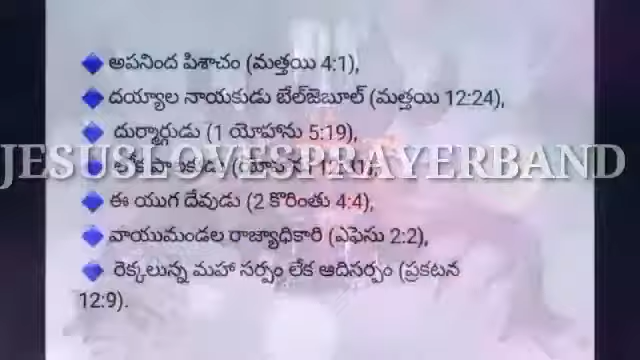 ◆ అపనింద పిశాచం (మత్తయి 4:1),
◆ దయ్యాల నాయకుడు బేల్‌జెబూల్ (మత్తయి 12:24),
◆ దుర్మార్గుడు (1 యోహాను 5:19),
JESUSLOVESPRAYERBAND
◆ ఈ యుగ దేవుడు (2 కొరింతు 4:4),
◆ వాయుమండల రాజ్యాధికారి (ఎఫెసు 2:2),
◆ రెక్కలున్న మహా సర్పం లేక ఆదిసర్పం (ప్రకటన
12:9).